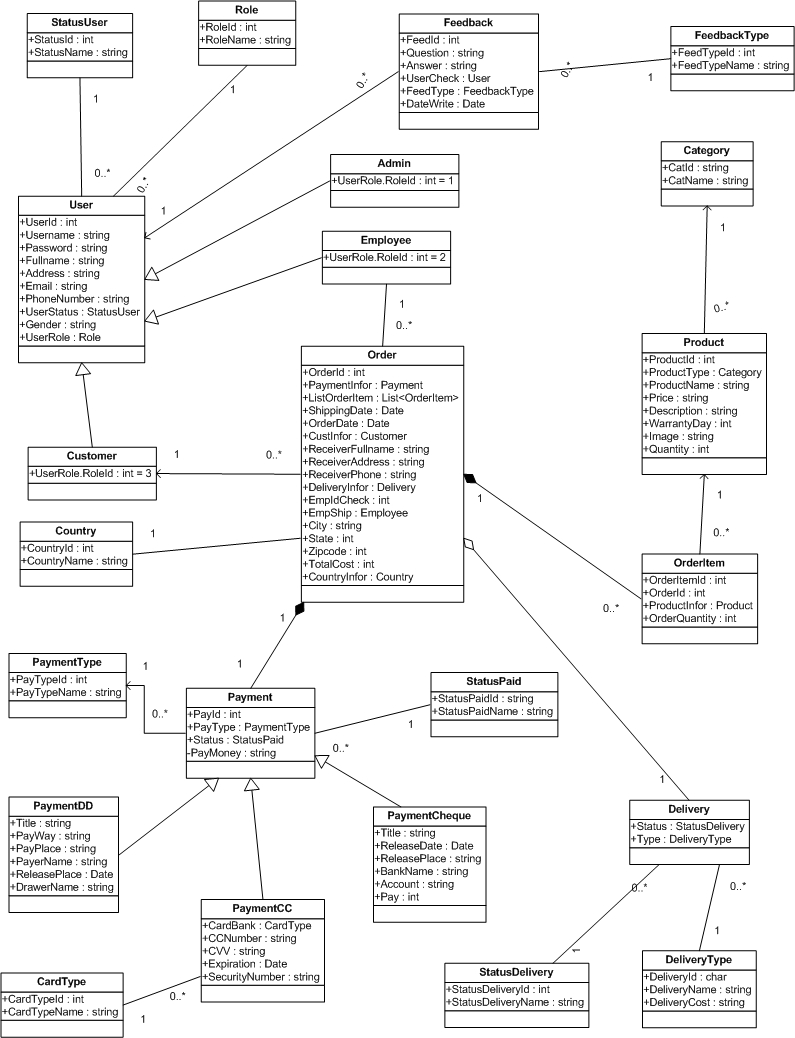 StatusUser
+StatusId : int
+StatusName : string
Role
+RoleId : int
+RoleName : string
Feedback
+FeedId : int
+Question : string
+Answer : string
+UserCheck : User
+FeedType : FeedbackType
+DateWrite : Date
FeedbackType
+FeedTypeId : int
+FeedTypeName : string
1
0..*
1
0..*
0..*
1
0..*
1
Category
+CatId : string
+CatName : string
Admin
+UserRole.RoleId : int = 1
Employee
+UserRole.RoleId : int = 2
User
+UserId : int
+Username : string
+Password : string
+Fullname : string
+Address : string
+Email : string
+PhoneNumber : string
+UserStatus : StatusUser
+Gender : string
+UserRole : Role
1
0..*
1
0..*
Product
+ProductId : int
+ProductType : Category
+ProductName : string
+Price : string
+Description : string
+WarrantyDay : int
+Image : string
+Quantity : int
Order
+OrderId : int
+PaymentInfor : Payment
+ListOrderItem : List<OrderItem>
+ShippingDate : Date
+OrderDate : Date
+CustInfor : Customer
+ReceiverFullname : string
+ReceiverAddress : string
+ReceiverPhone : string
+DeliveryInfor : Delivery
+EmpIdCheck : int
+EmpShip : Employee
+City : string
+State : int
+Zipcode : int
+TotalCost : int
+CountryInfor : Country
Customer
+UserRole.RoleId : int = 3
1
0..*
Country
+CountryId : int
+CountryName : string
1
1
0..*
1
0..*
OrderItem
+OrderItemId : int
+OrderId : int
+ProductInfor : Product
+OrderQuantity : int
1
1
PaymentType
+PayTypeId : int
+PayTypeName : string
1
0..*
Payment
+PayId : int
+PayType : PaymentType
+Status : StatusPaid
-PayMoney : string
StatusPaid
+StatusPaidId : string
+StatusPaidName : string
1
0..*
1
PaymentDD
+Title : string
+PayWay : string
+PayPlace : string
+PayerName : string
+ReleasePlace : Date
+DrawerName : string
PaymentCheque
+Title : string
+ReleaseDate : Date
+ReleasePlace : string
+BankName : string
+Account : string
+Pay : int
Delivery
+Status : StatusDelivery
+Type : DeliveryType
0..*
0..*
1
1
PaymentCC
+CardBank : CardType
+CCNumber : string
+CVV : string
+Expiration : Date
+SecurityNumber : string
CardType
+CardTypeId : int
+CardTypeName : string
0..*
1
StatusDelivery
+StatusDeliveryId : int
+StatusDeliveryName : string
DeliveryType
+DeliveryId : char
+DeliveryName : string
+DeliveryCost : string